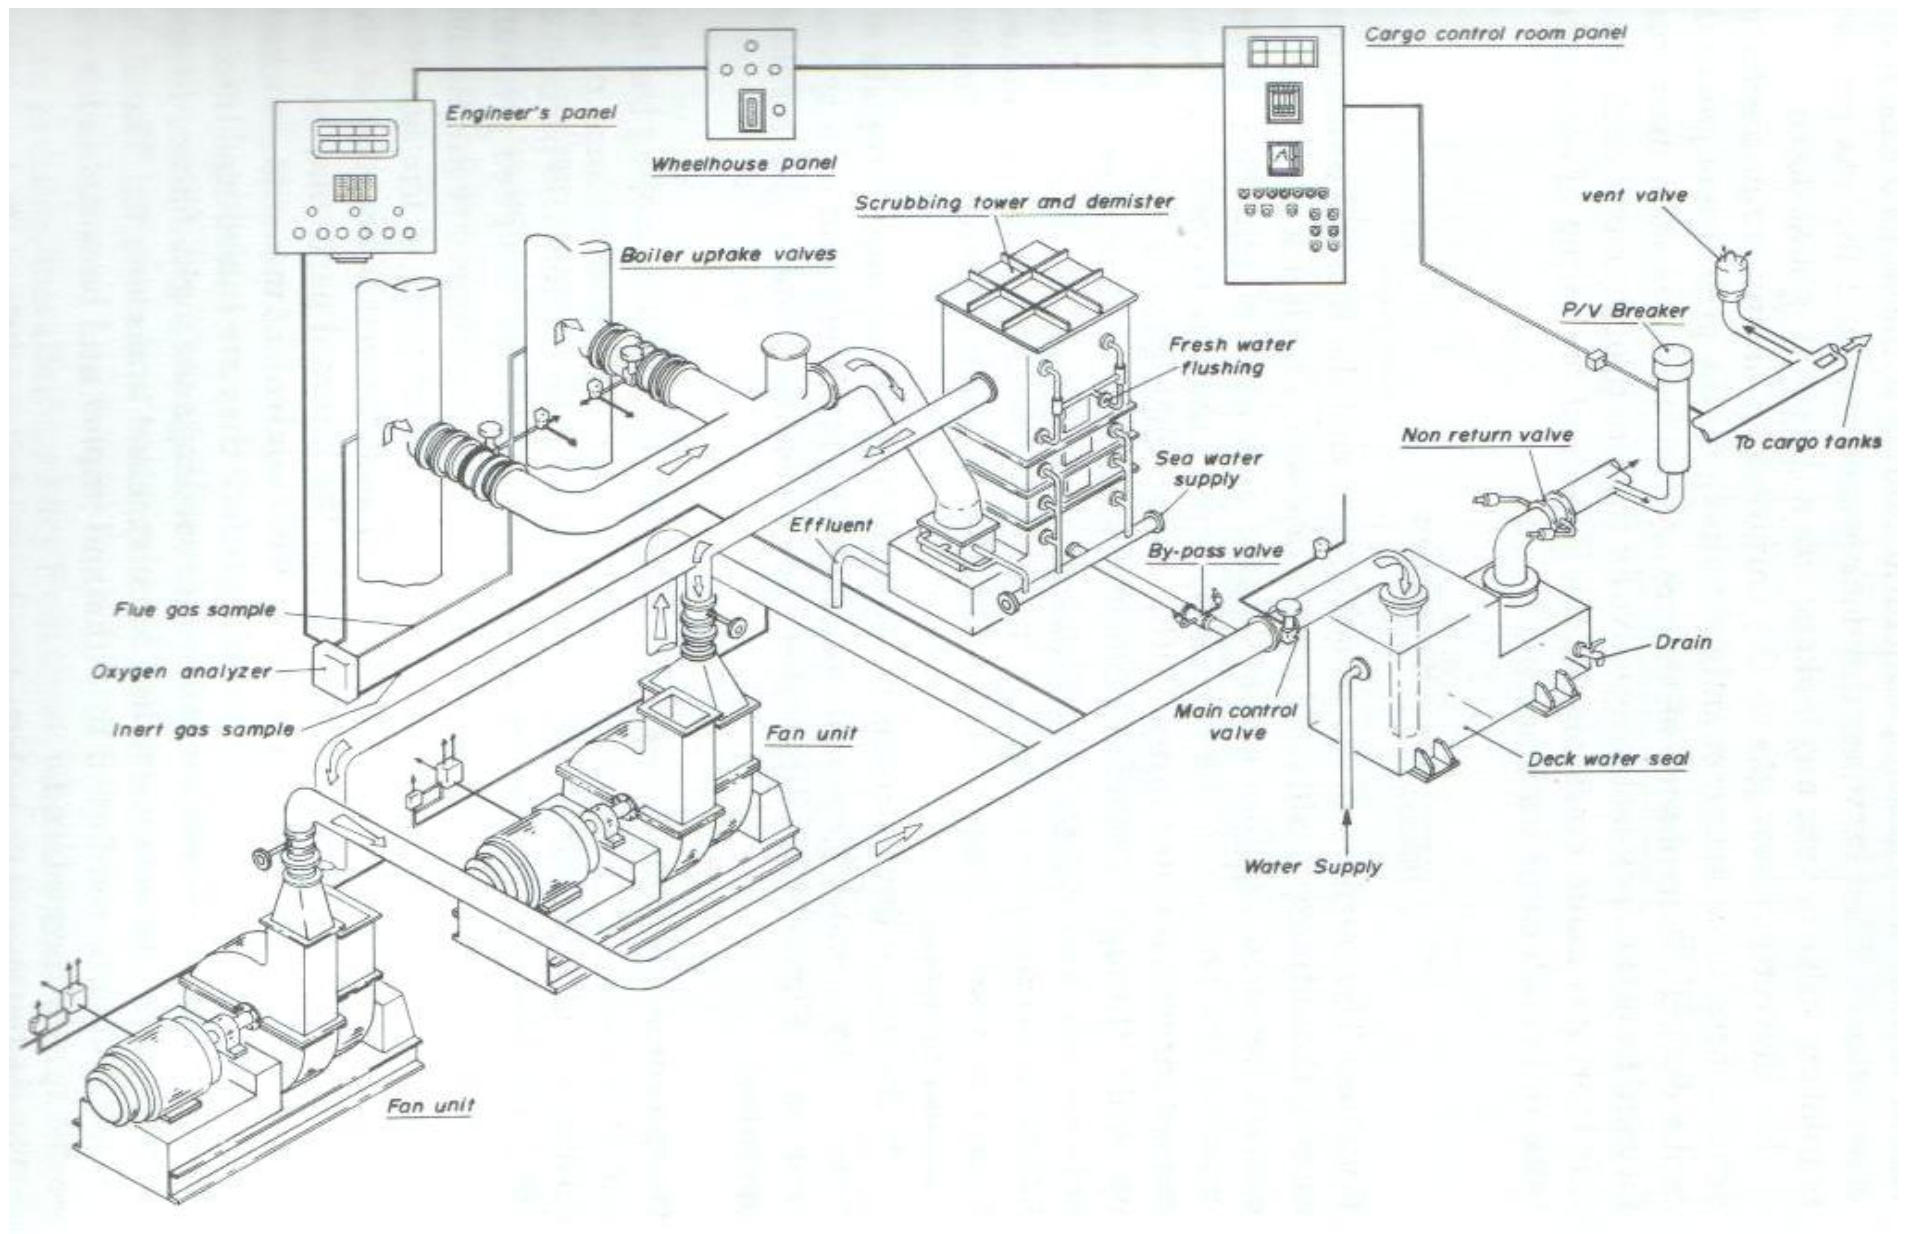 Cargo control room panel
Engineer's panel
Wheelhouse panel
Scrubbing tower and demister
vent valve
Boiler uptake valves
P/V Breaker
Fresh water
flushing
Non return valve
To cargo tanks
Sea water
supply
Effluent
By-pass valve
Flue gas sample
Drain
Oxygen analyzer
Main control
valve
Inert gas sample
Fan unit
Deck water seal
Water Supply
Fan unit